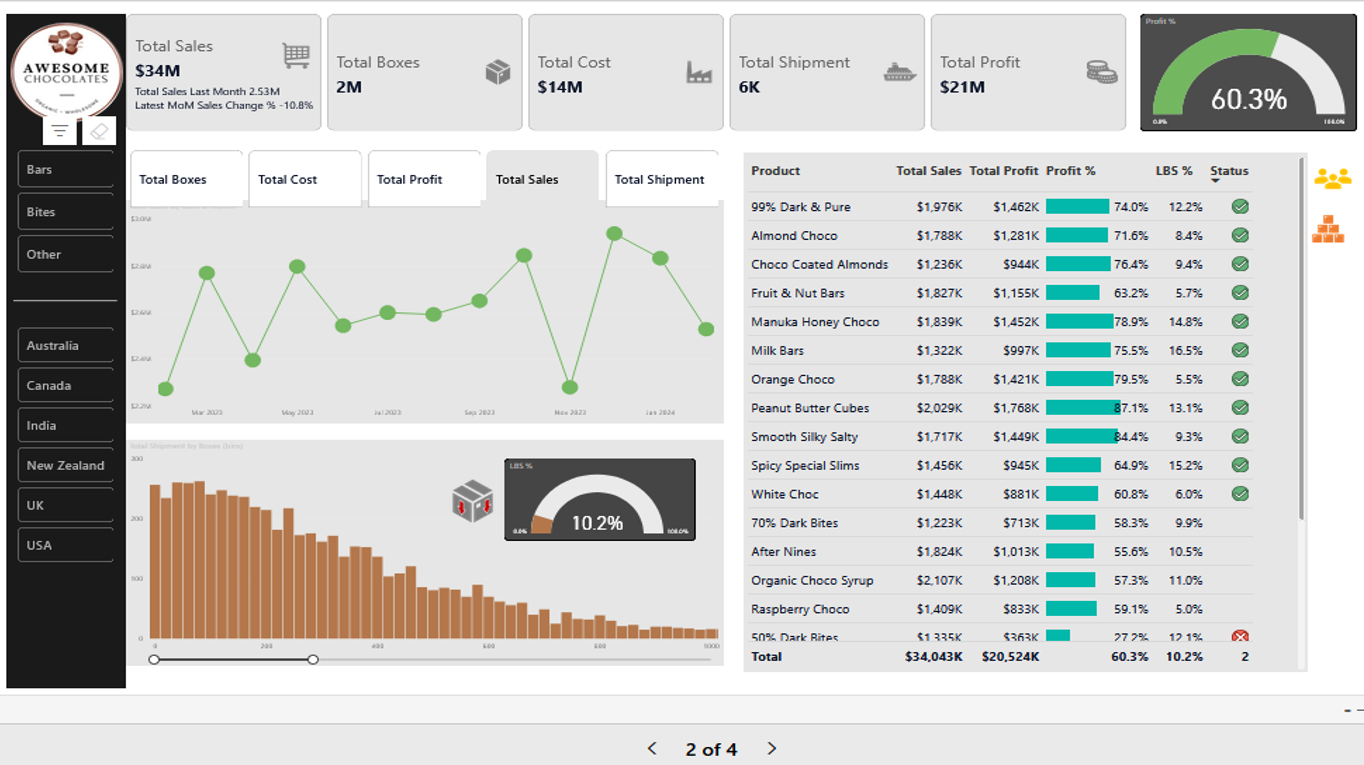 AWESOME
CHOCOLATES
ORGANIC • WHOLESOME
Bars
Bites
Other
Australia
Canada
India
New Zealand
UK
USA
Total Sales
$34M
Total Sales Last Month 2.53M
Latest MoM Sales Change % -10.8%
Total Boxes
2M
Total Cost
$14M
Total Shipment
6K
Total Profit
$21M
Profit %
60.3%
0.0% 100.0%
Total Boxes Total Cost Total Profit Total Sales Total Shipment
$3.0M
$2.8M
$2.6M
$2.4M
$2.2M
Mar 2023 May 2023 Jul 2023 Sep 2023 Nov 2023 Jan 2024
Total Shipment by Boxes (bins)
300
200
100
0
0 200 400 600 800 1000
LBS %
10.2%
0.0% 100.0%
Product Total Sales Total Profit Profit % LBS % Status
99% Dark & Pure $1,976K $1,462K 74.0% 12.2%
Almond Choco $1,788K $1,281K 71.6% 8.4%
Choco Coated Almonds $1,236K $944K 76.4% 9.4%
Fruit & Nut Bars $1,827K $1,155K 63.2% 5.7%
Manuka Honey Choco $1,839K $1,452K 78.9% 14.8%
Milk Bars $1,322K $997K 75.5% 16.5%
Orange Choco $1,788K $1,421K 79.5% 5.5%
Peanut Butter Cubes $2,029K $1,768K 87.1% 13.1%
Smooth Silky Salty $1,717K $1,449K 84.4% 9.3%
Spicy Special Slims $1,456K $945K 64.9% 15.2%
White Choc $1,448K $881K 60.8% 6.0%
70% Dark Bites $1,223K $713K 58.3% 9.9%
After Nines $1,824K $1,013K 55.6% 10.5%
Organic Choco Syrup $2,107K $1,208K 57.3% 11.0%
Raspberry Choco $1,409K $833K 59.1% 5.0%
50% Dark Bites $1,335K $363K 27.2% 12.1%
Total $34,043K $20,524K 60.3% 10.2% 2
2 of 4